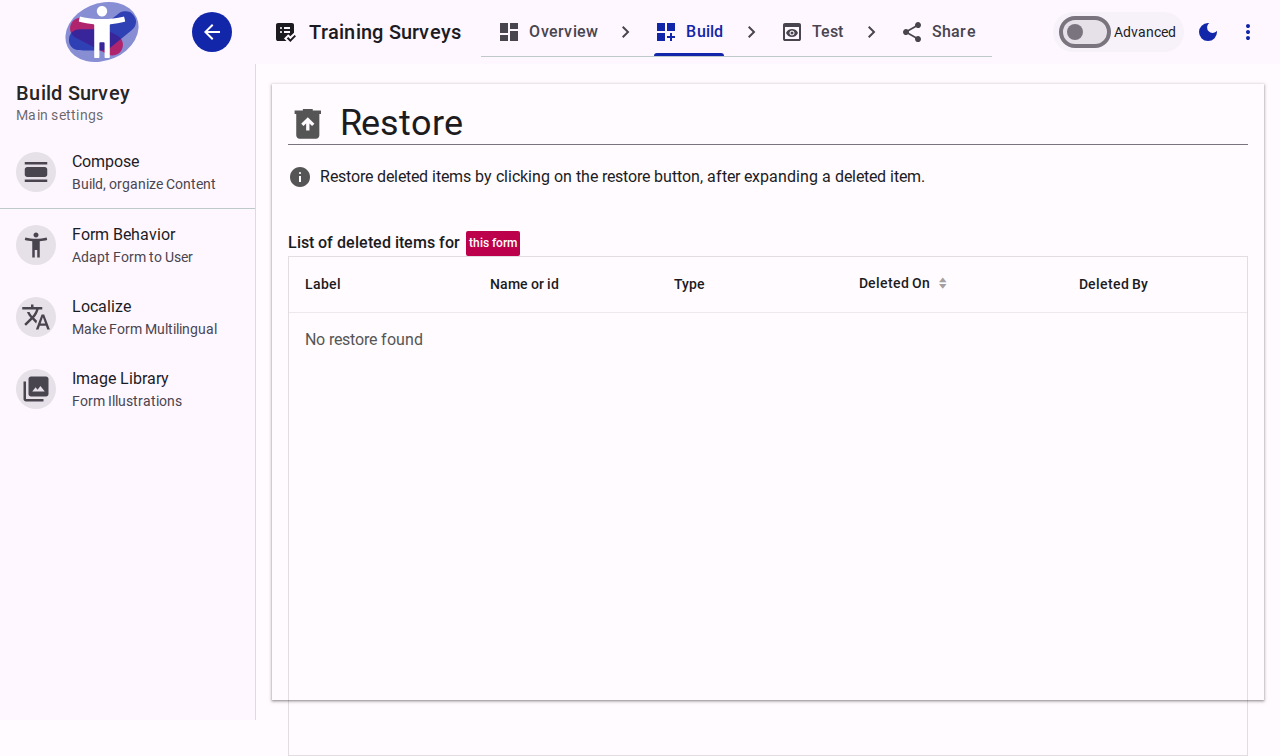 Training Surveys
Overview
Build
Test
Share
Advanced
Build Survey
Main settings
Compose
Build, organize Content
Form Behavior
Adapt Form to User
Localize
Make Form Multilingual
Image Library
Form Illustrations
Restore
Restore deleted items by clicking on the restore button, after expanding a deleted item.
List of deleted items for this form
Label Name or id Type Deleted On Deleted By
No restore found